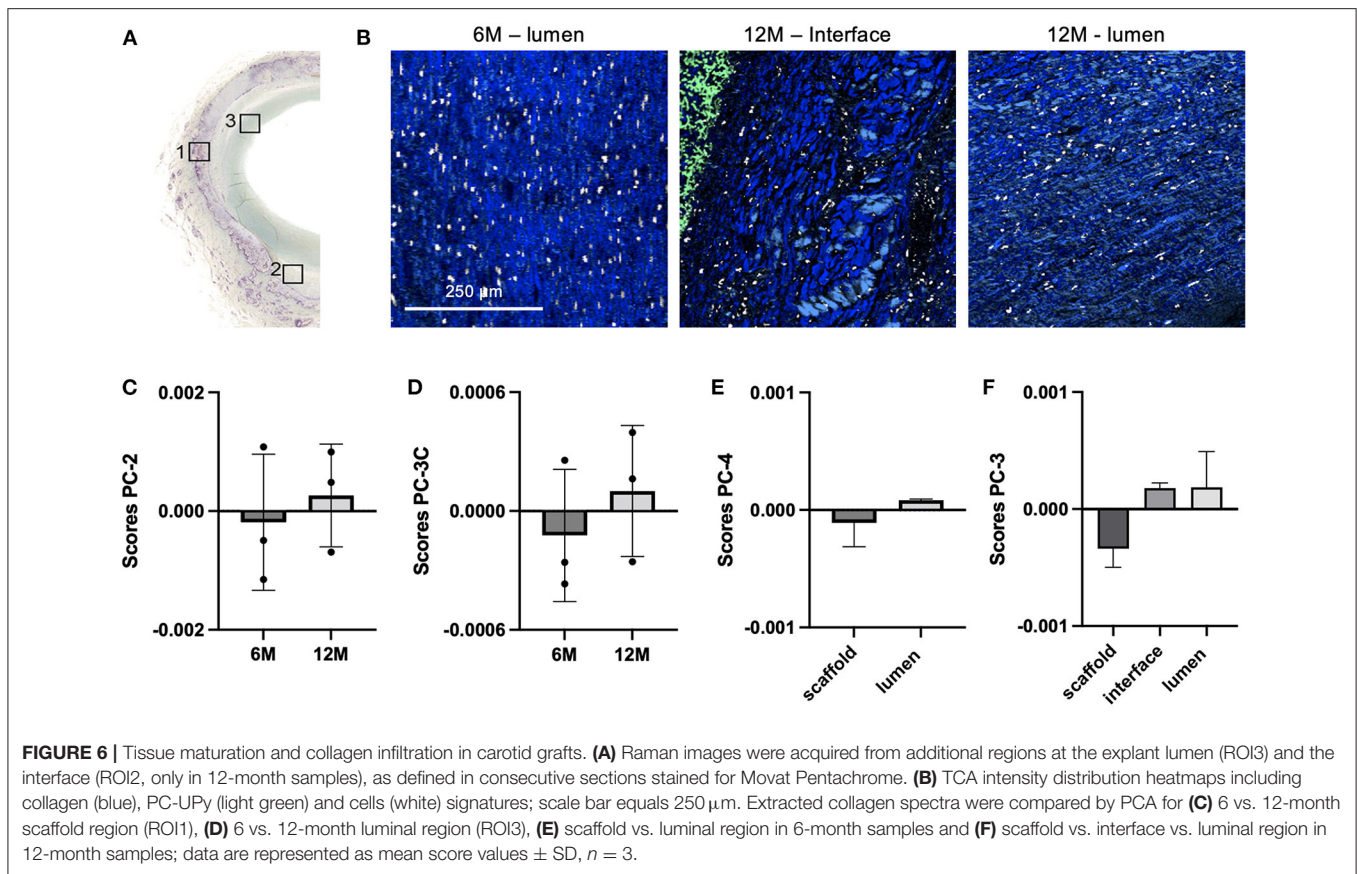 A
B
6M – lumen
12M – Interface
12M - lumen
3
1
2
250 μm
C
D
E
F
0.002
0.000
-0.002
Scores PC-2
6M
12M
0.0006
0.0000
-0.0006
Scores PC-3C
6M
12M
0.001
0.000
-0.001
Scores PC-4
scaffold
lumen
0.001
0.000
-0.001
Scores PC-3
scaffold
interface
lumen
FIGURE 6 | Tissue maturation and collagen infiltration in carotid grafts. (A) Raman images were acquired from additional regions at the explant lumen (ROI3) and the
interface (ROI2, only in 12-month samples), as defined in consecutive sections stained for Movat Pentachrome. (B) TCA intensity distribution heatmaps including
collagen (blue), PC-UPy (light green) and cells (white) signatures; scale bar equals 250 μm. Extracted collagen spectra were compared by PCA for (C) 6 vs. 12-month
scaffold region (ROI1), (D) 6 vs. 12-month luminal region (ROI3), (E) scaffold vs. luminal region in 6-month samples and (F) scaffold vs. interface vs. luminal region in
12-month samples; data are represented as mean score values ± SD, n = 3.